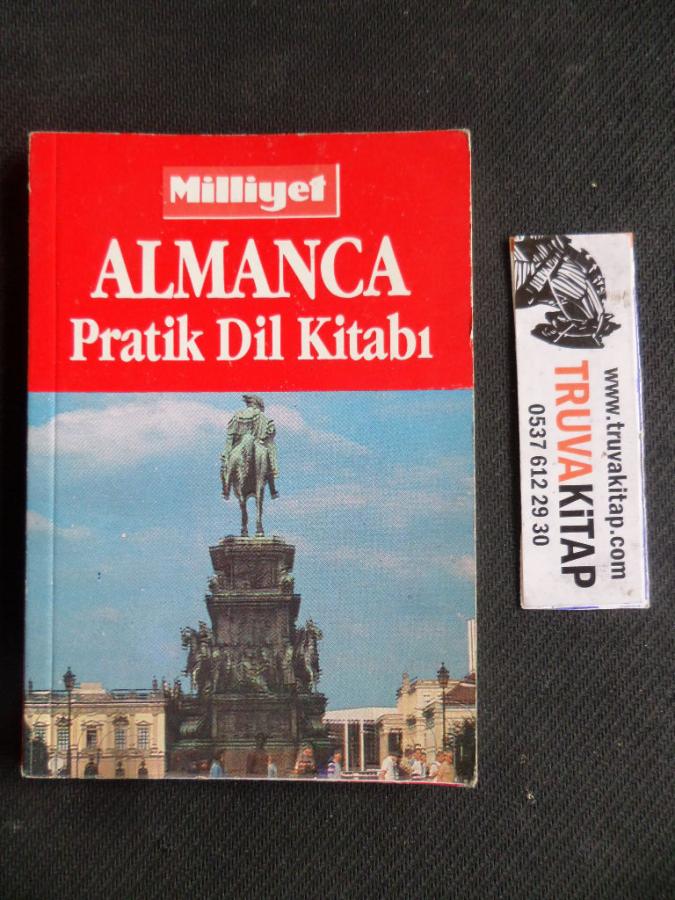 Milliyet
ALMANCA
Pratik Dil Kitabı
www.truvakitap.com
TRUVAKiTAP
0537 612 29 30